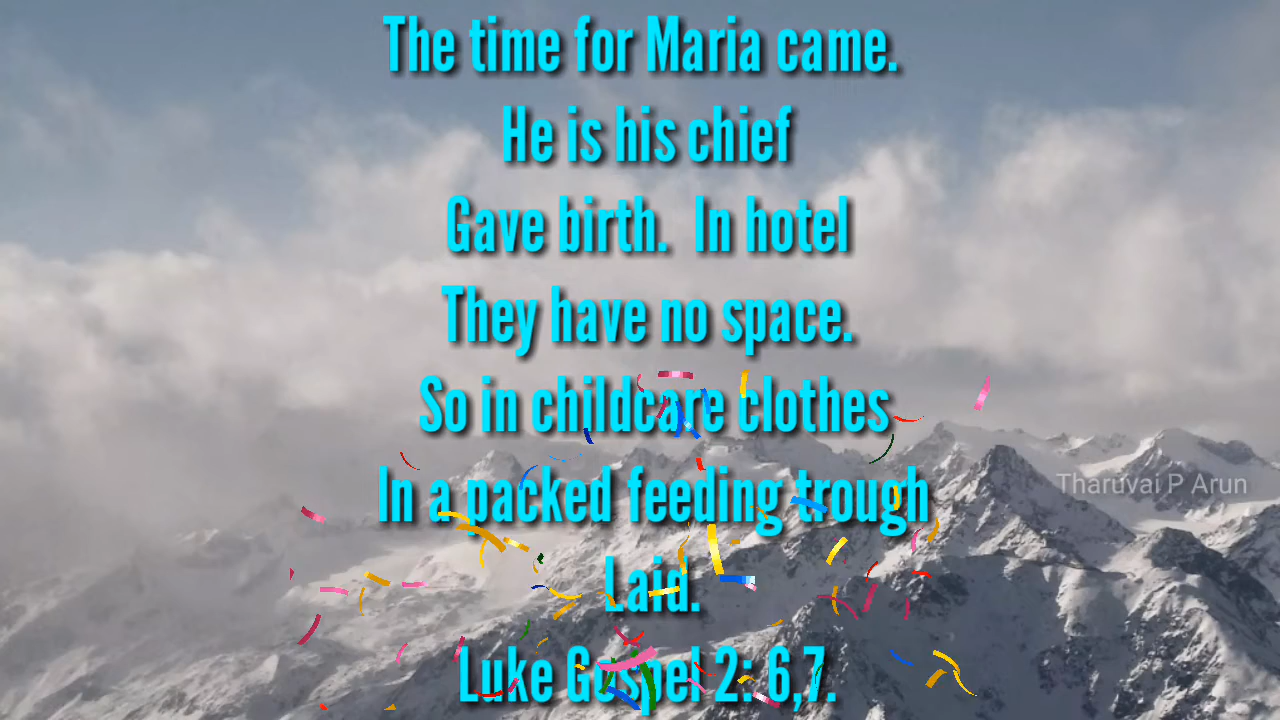 The time for Maria came.
He is his chief
Gave birth. In hotel
They have no space.
So in childcare clothes
In a packed feeding trough
Tharuvai P Arun
Laid.
Luke Gospel 2: 6,7.